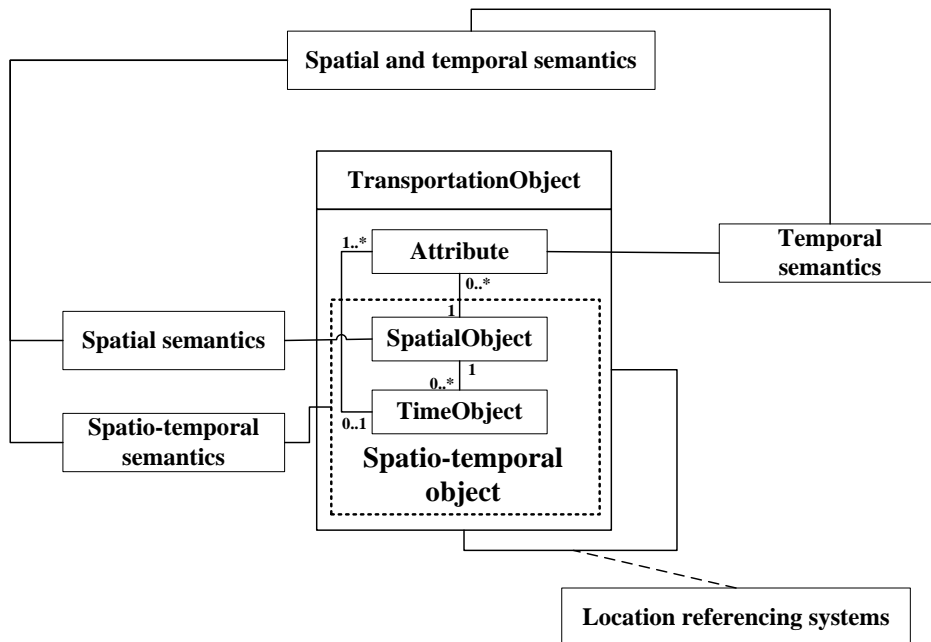 Spatial and temporal semantics
TransportationObject
1..*
Attribute
Temporal
semantics
0..*
1
Spatial semantics
SpatialObject
1
0..*
Spatio-temporal
semantics
TimeObject
0..1
Spatio-temporal
object
Location referencing systems